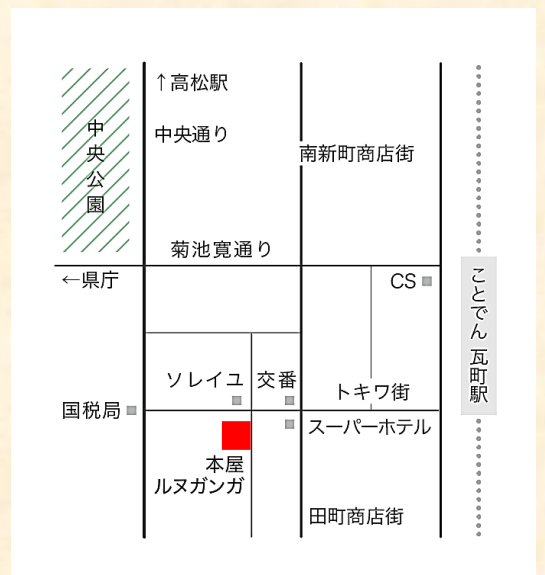 ↑高松駅
中央通り
中央公園
南新町商店街
菊池寛通り
←県庁
CS
ことでん 瓦町駅
ソレイユ
交番
トキワ街
国税局
スーパーホテル
本屋
ルヌガンガ
田町商店街